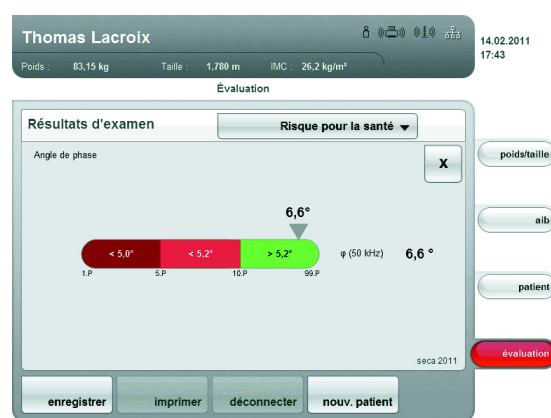 Thomas Lacroix
14.02.2011
17:43
Poids : 83,15 kg Taille : 1,780 m IMC : 26,2 kg/m²
Évaluation
Résultats d'examen
Risque pour la santé
Angle de phase
X
6,6°
< 5,0° < 5,2° > 5,2°
φ (50 kHz) 6,6 °
1.P 5.P 10.P 99.P
seca 2011
poids/taille
aib
patient
évaluation
enregistrer imprimer déconnecter nouv. patient